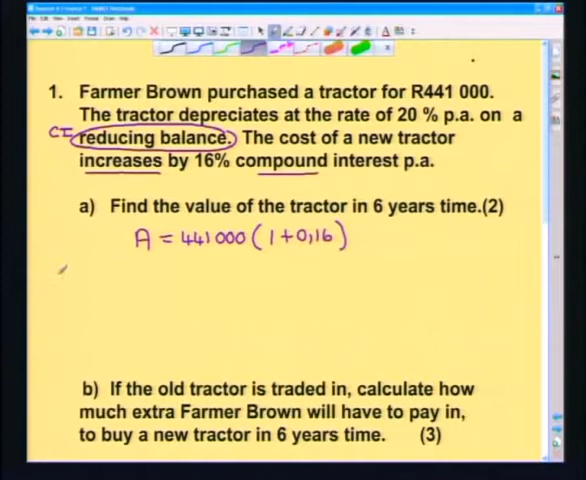 1. Farmer Brown purchased a tractor for R441 000.
The tractor depreciates at the rate of 20 % p.a. on a
CI reducing balance. The cost of a new tractor
increases by 16% compound interest p.a.
a) Find the value of the tractor in 6 years time.(2)
A = 441 000 ( 1 + 0,16 )
b) If the old tractor is traded in, calculate how
much extra Farmer Brown will have to pay in,
to buy a new tractor in 6 years time. (3)